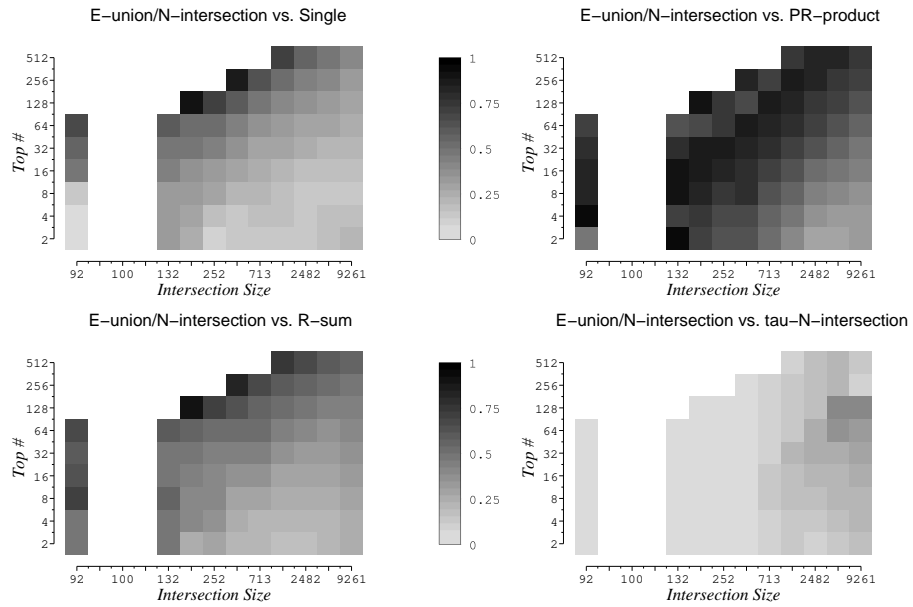 E−union/N−intersection vs. Single
E−union/N−intersection vs. PR−product
512
256
128
64
32
16
8
4
2
Top #
92 100 132 252 713 2482 9261
Intersection Size
1
0.75
0.5
0.25
0
512
256
128
64
32
16
8
4
2
Top #
92 100 132 252 713 2482 9261
Intersection Size
E−union/N−intersection vs. R−sum
E−union/N−intersection vs. tau−N−intersection
512
256
128
64
32
16
8
4
2
Top #
92 100 132 252 713 2482 9261
Intersection Size
1
0.75
0.5
0.25
0
512
256
128
64
32
16
8
4
2
Top #
92 100 132 252 713 2482 9261
Intersection Size